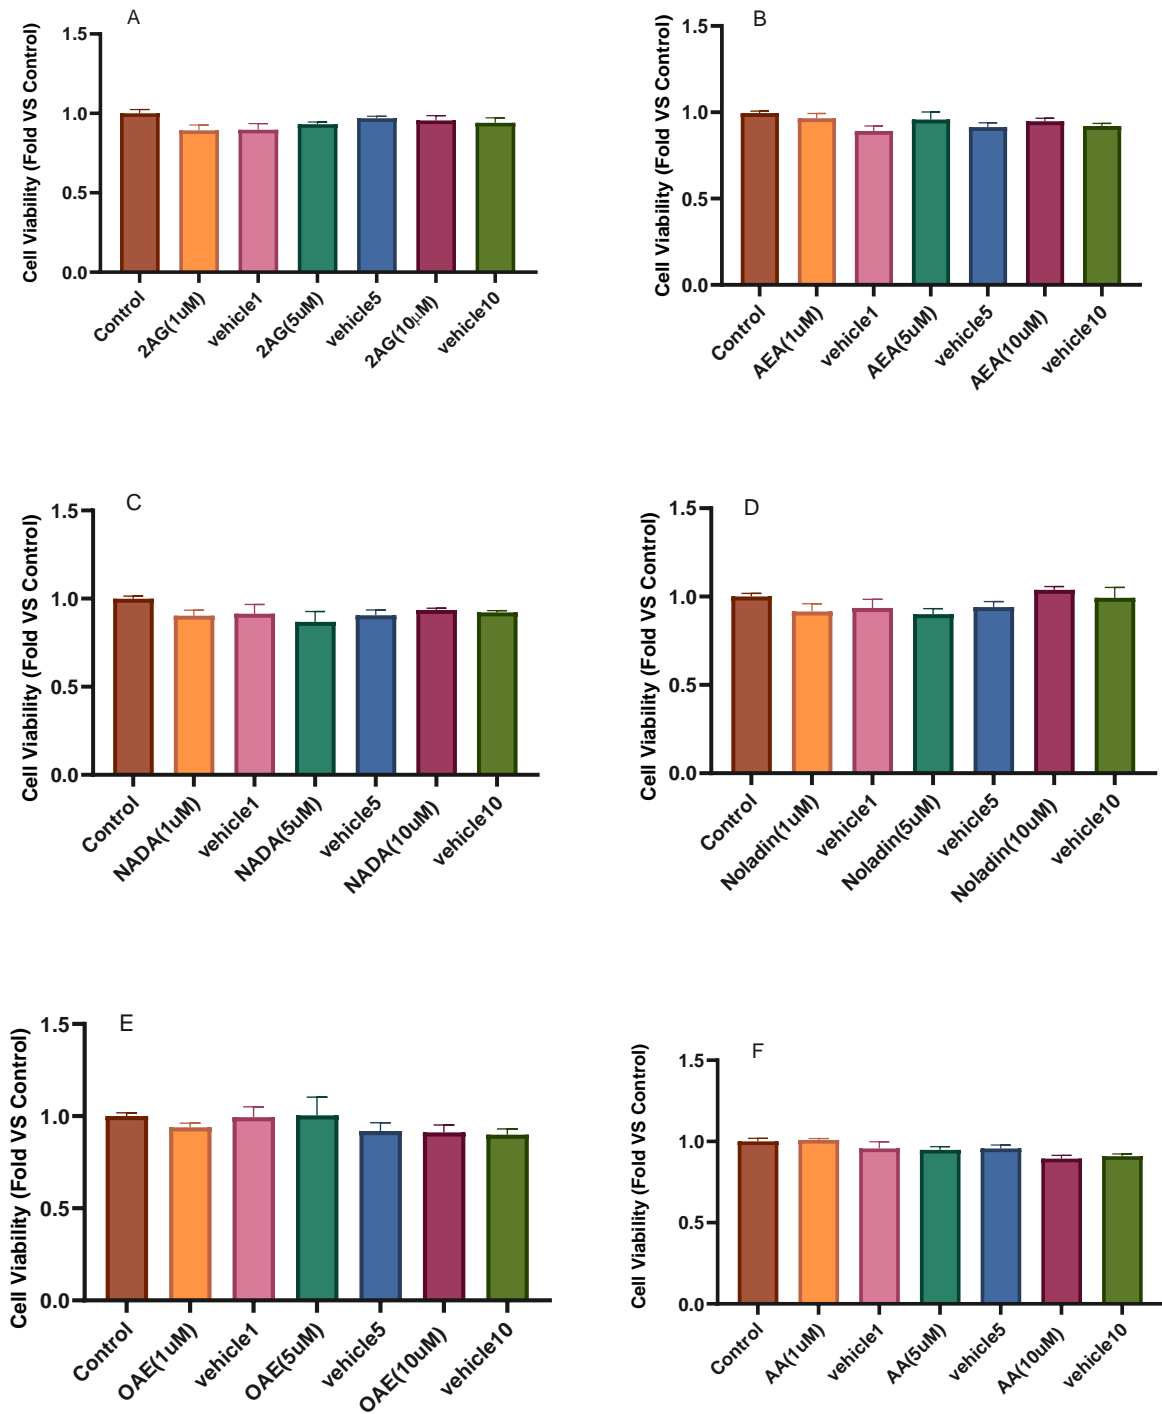 A
Cell Viability (Fold VS Control)
1.5
1.0
0.5
0.0
Control
2AG(1uM)
vehicle1
2AG(5uM)
vehicle5
2AG(10μM)
vehicle10
B
Cell Viability (Fold VS Control)
1.5
1.0
0.5
0.0
Control
AEA(1uM)
vehicle1
AEA(5uM)
vehicle5
AEA(10uM)
vehicle10
C
Cell Viability (Fold VS Control)
1.5
1.0
0.5
0.0
Control
NADA(1uM)
vehicle1
NADA(5uM)
vehicle5
NADA(10uM)
vehicle10
D
Cell Viability (Fold VS Control)
1.5
1.0
0.5
0.0
Control
Noladin(1uM)
vehicle1
Noladin(5uM)
vehicle5
Noladin(10uM)
vehicle10
E
Cell Viability (Fold VS Control)
1.5
1.0
0.5
0.0
Control
OAE(1uM)
vehicle1
OAE(5uM)
vehicle5
OAE(10uM)
vehicle10
F
Cell Viability (Fold VS Control)
1.5
1.0
0.5
0.0
Control
AA(1uM)
vehicle1
AA(5uM)
vehicle5
AA(10uM)
vehicle10